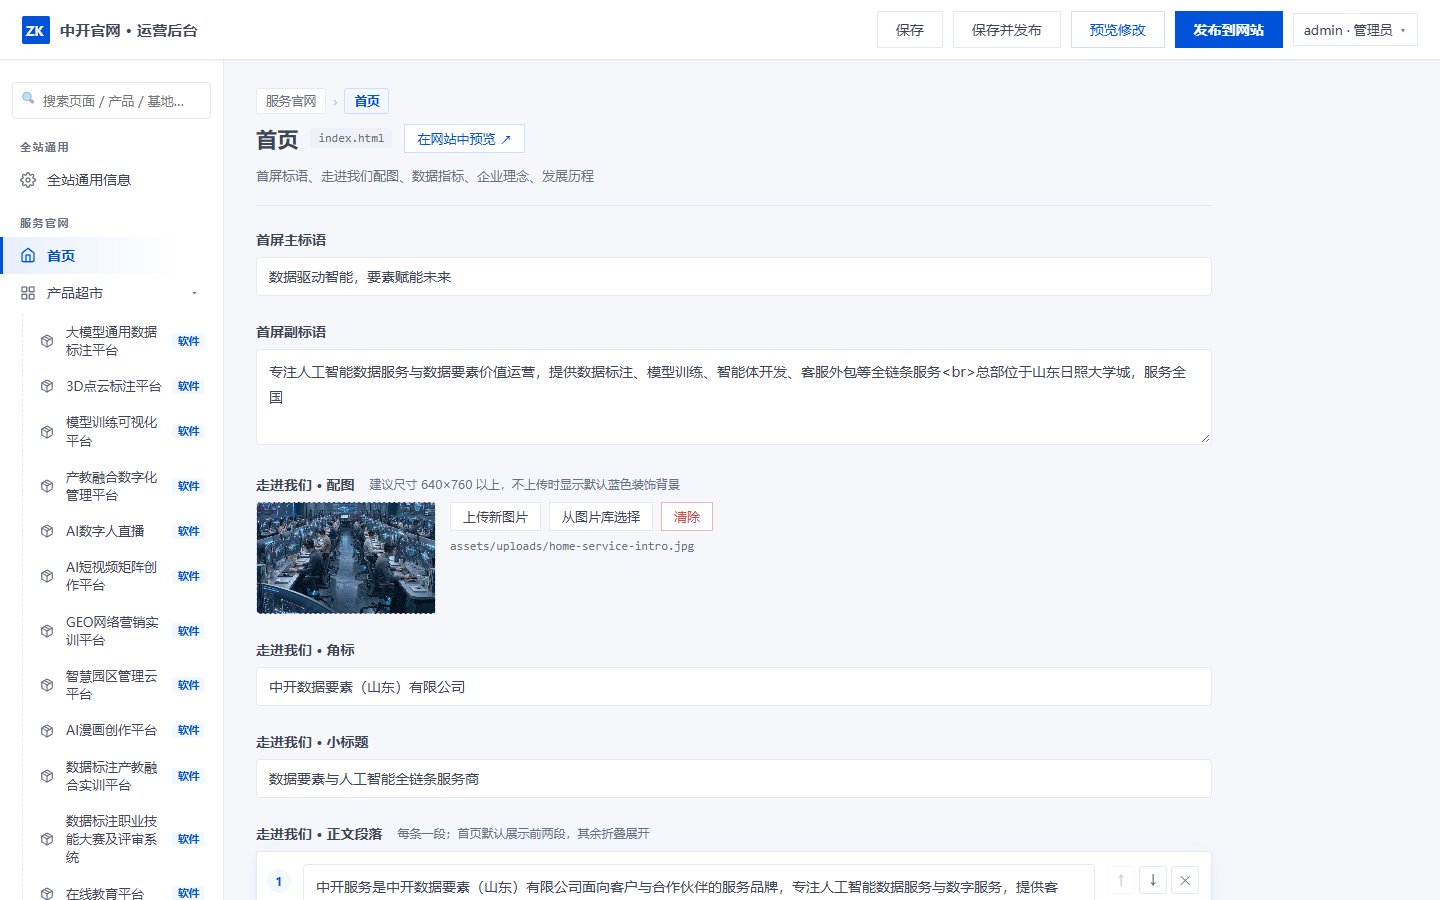 ZK 中开官网 • 运营后台
保存
保存并发布
预览修改
发布到网站
admin · 管理员
搜索页面 / 产品 / 基地...
全站通用
全站通用信息
服务官网
首页
产品超市
大模型通用数据
标注平台
软件
3D点云标注平台
软件
模型训练可视化
平台
软件
产教融合数字化
管理平台
软件
AI数字人直播
软件
AI短视频矩阵创
作平台
软件
GEO网络营销实
训平台
软件
智慧园区管理云
平台
软件
AI漫画创作平台
软件
数据标注产教融
合实训平台
软件
数据标注职业技
能大赛及评审系
统
软件
在线教育平台
软件
服务官网 › 首页
首页 index.html 在网站中预览 ↗
首屏标语、走进我们配图、数据指标、企业理念、发展历程
首屏主标语
数据驱动智能，要素赋能未来
首屏副标语
专注人工智能数据服务与数据要素价值运营，提供数据标注、模型训练、智能体开发、客服外包等全链条服务<br>总部位于山东日照大学城，服务全
国
走进我们 • 配图 建议尺寸 640×760 以上，不上传时显示默认蓝色装饰背景
上传新图片
从图片库选择
清除
assets/uploads/home-service-intro.jpg
走进我们 • 角标
中开数据要素（山东）有限公司
走进我们 • 小标题
数据要素与人工智能全链条服务商
走进我们 • 正文段落 每条一段；首页默认展示前两段，其余折叠展开
1
中开服务是中开数据要素（山东）有限公司面向客户与合作伙伴的服务品牌，专注人工智能数据服务与数字服务，提供客
↑ ↓ ×